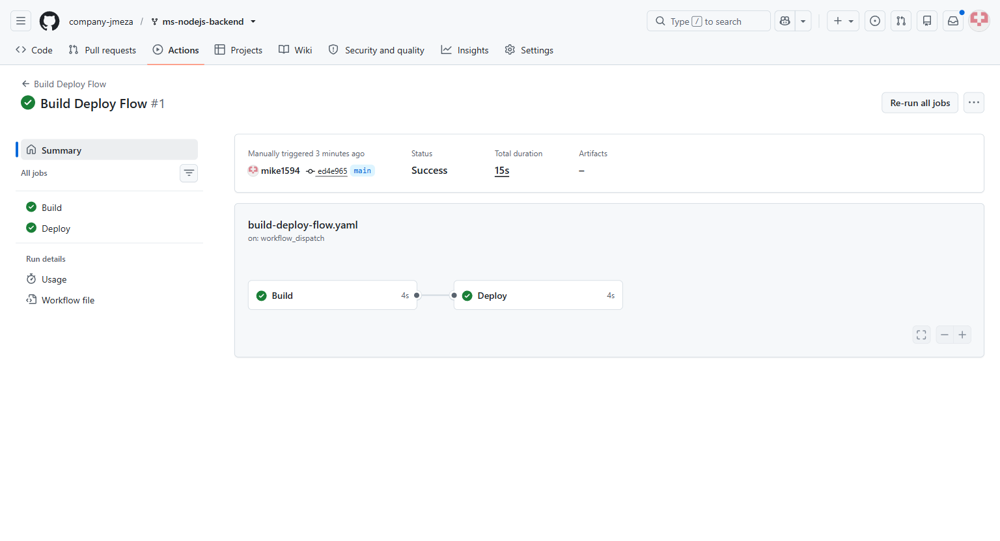 company-jmeza / ms-nodejs-backend
Type / to search
Code Pull requests Actions Projects Wiki Security and quality Insights Settings
Build Deploy Flow
Build Deploy Flow #1
Re-run all jobs
Summary
All jobs
Build
Deploy
Run details
Usage
Workflow file
Manually triggered 3 minutes ago
mike1594 ed4e965 main
Status
Success
Total duration
15s
Artifacts
–
build-deploy-flow.yaml
on: workflow_dispatch
Build 4s
Deploy 4s